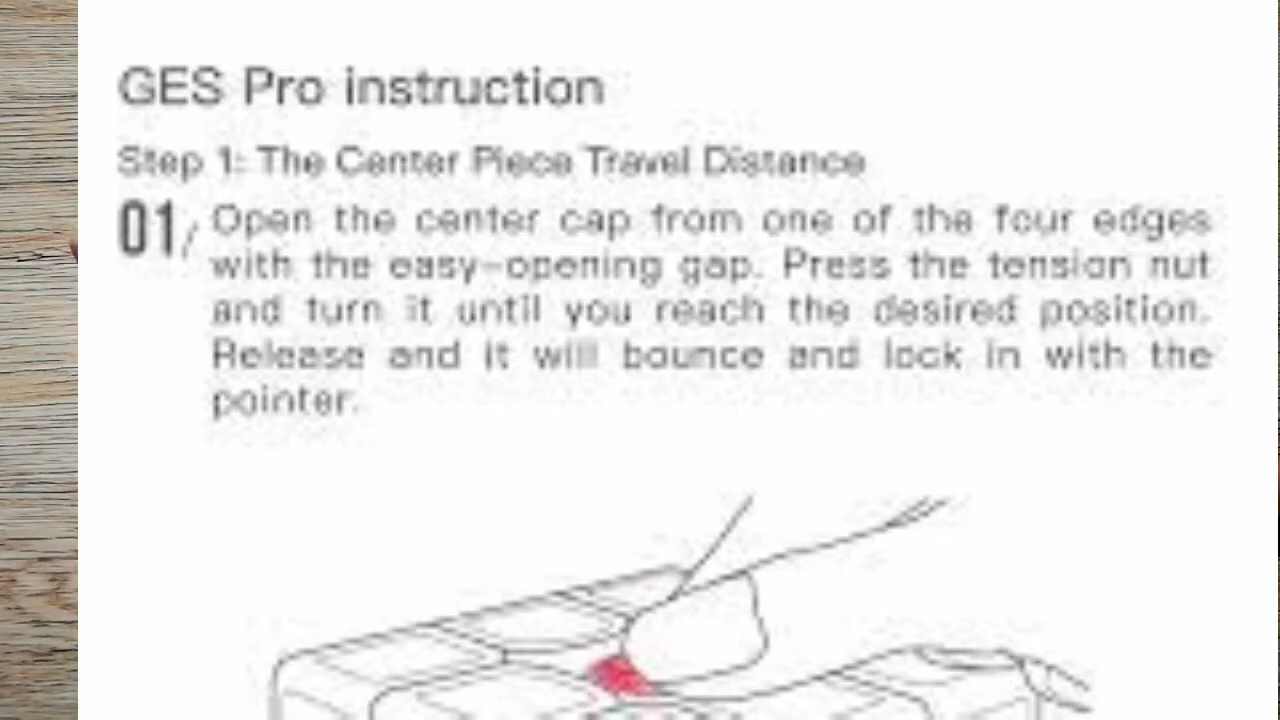 GES Pro instruction
Step 1: The Center Piece Travel Distance
01/ Open the center cap from one of the four edges
with the easy-opening gap. Press the tension nut
and turn it until you reach the desired position.
Release and it will bounce and lock in with the
pointer.